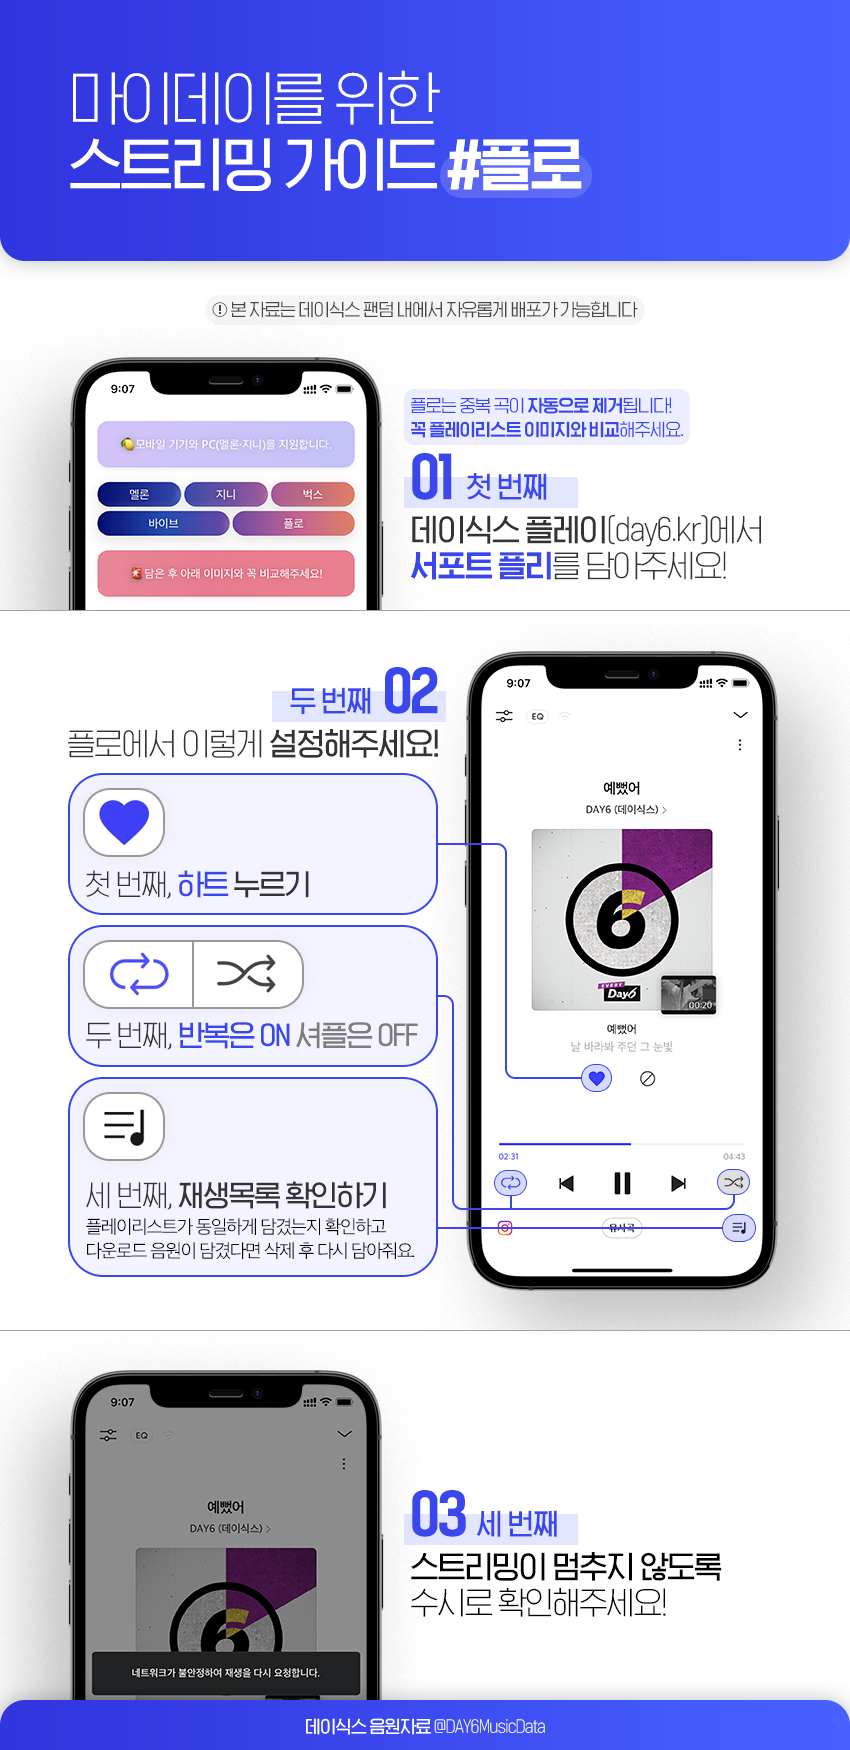 마이데이를 위한
스트리밍 가이드 #플로
! 본 자료는 데이식스 팬덤 내에서 자유롭게 배포가 가능합니다
9:07
🍋모바일 기기와 PC(멜론·지니)를 지원합니다.
멜론 지니 벅스
바이브 플로
🚨담은 후 아래 이미지와 꼭 비교해주세요!
플로는 중복 곡이 자동으로 제거됩니다!
꼭 플레이리스트 이미지와 비교해주세요.
01 첫 번째
데이식스 플레이(day6.kr)에서
서포트 플리를 담아주세요!
두 번째 02
플로에서 이렇게 설정해주세요!
첫 번째, 하트 누르기
두 번째, 반복은 ON 셔플은 OFF
세 번째, 재생목록 확인하기
플레이리스트가 동일하게 담겼는지 확인하고
다운로드 음원이 담겼다면 삭제 후 다시 담아줘요.
9:07
EQ
예뻤어
DAY6 (데이식스) >
6
EVERY
Day6
00:20
예뻤어
날 바라봐 주던 그 눈빛
02:31 04:43
유사곡
9:07
EQ
예뻤어
DAY6 (데이식스) >
6
네트워크가 불안정하여 재생을 다시 요청합니다.
03 세 번째
스트리밍이 멈추지 않도록
수시로 확인해주세요!
데이식스 음원자료 @DAY6MusicData